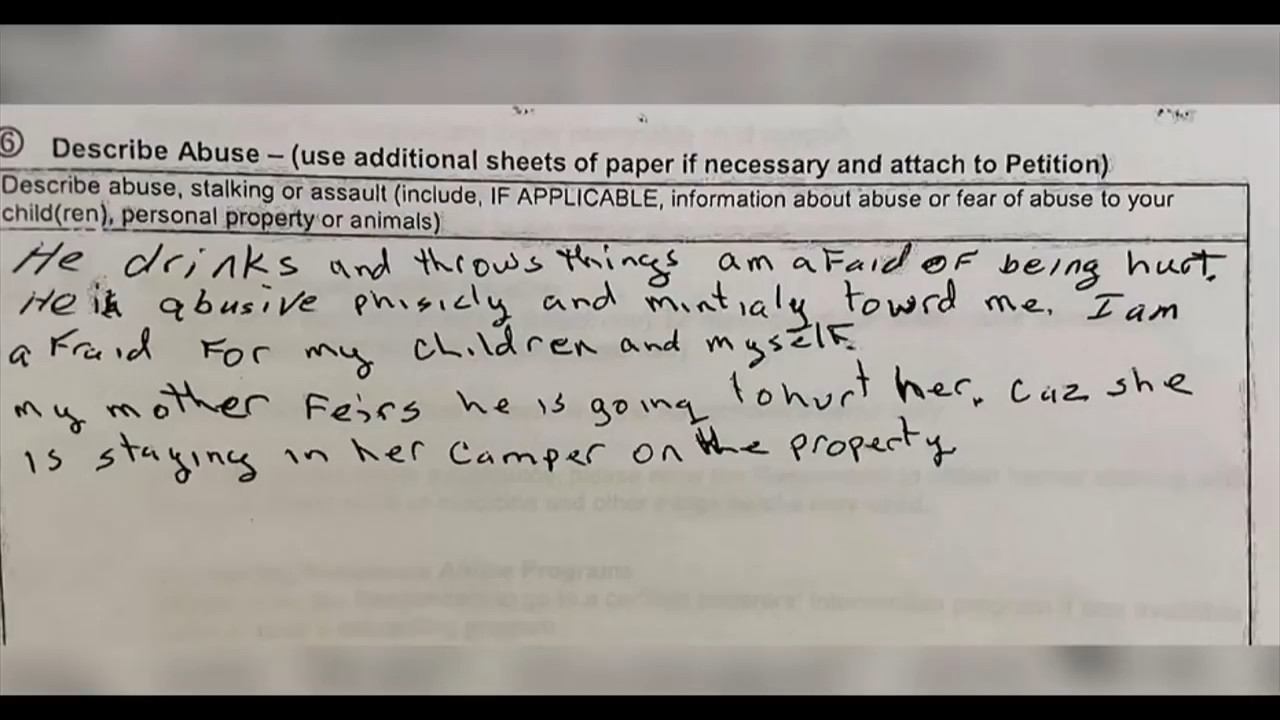 6 Describe Abuse – (use additional sheets of paper if necessary and attach to Petition)
Describe abuse, stalking or assault (include, IF APPLICABLE, information about abuse or fear of abuse to your
child(ren), personal property or animals)
He drinks and throws things am afaid of being hurt.
He is abusive phisicly and mintialy toward me. I am
afraid For my children and myself.
my mother Feirs he is going to hurt her. Cuz she
is staying in her camper on the property